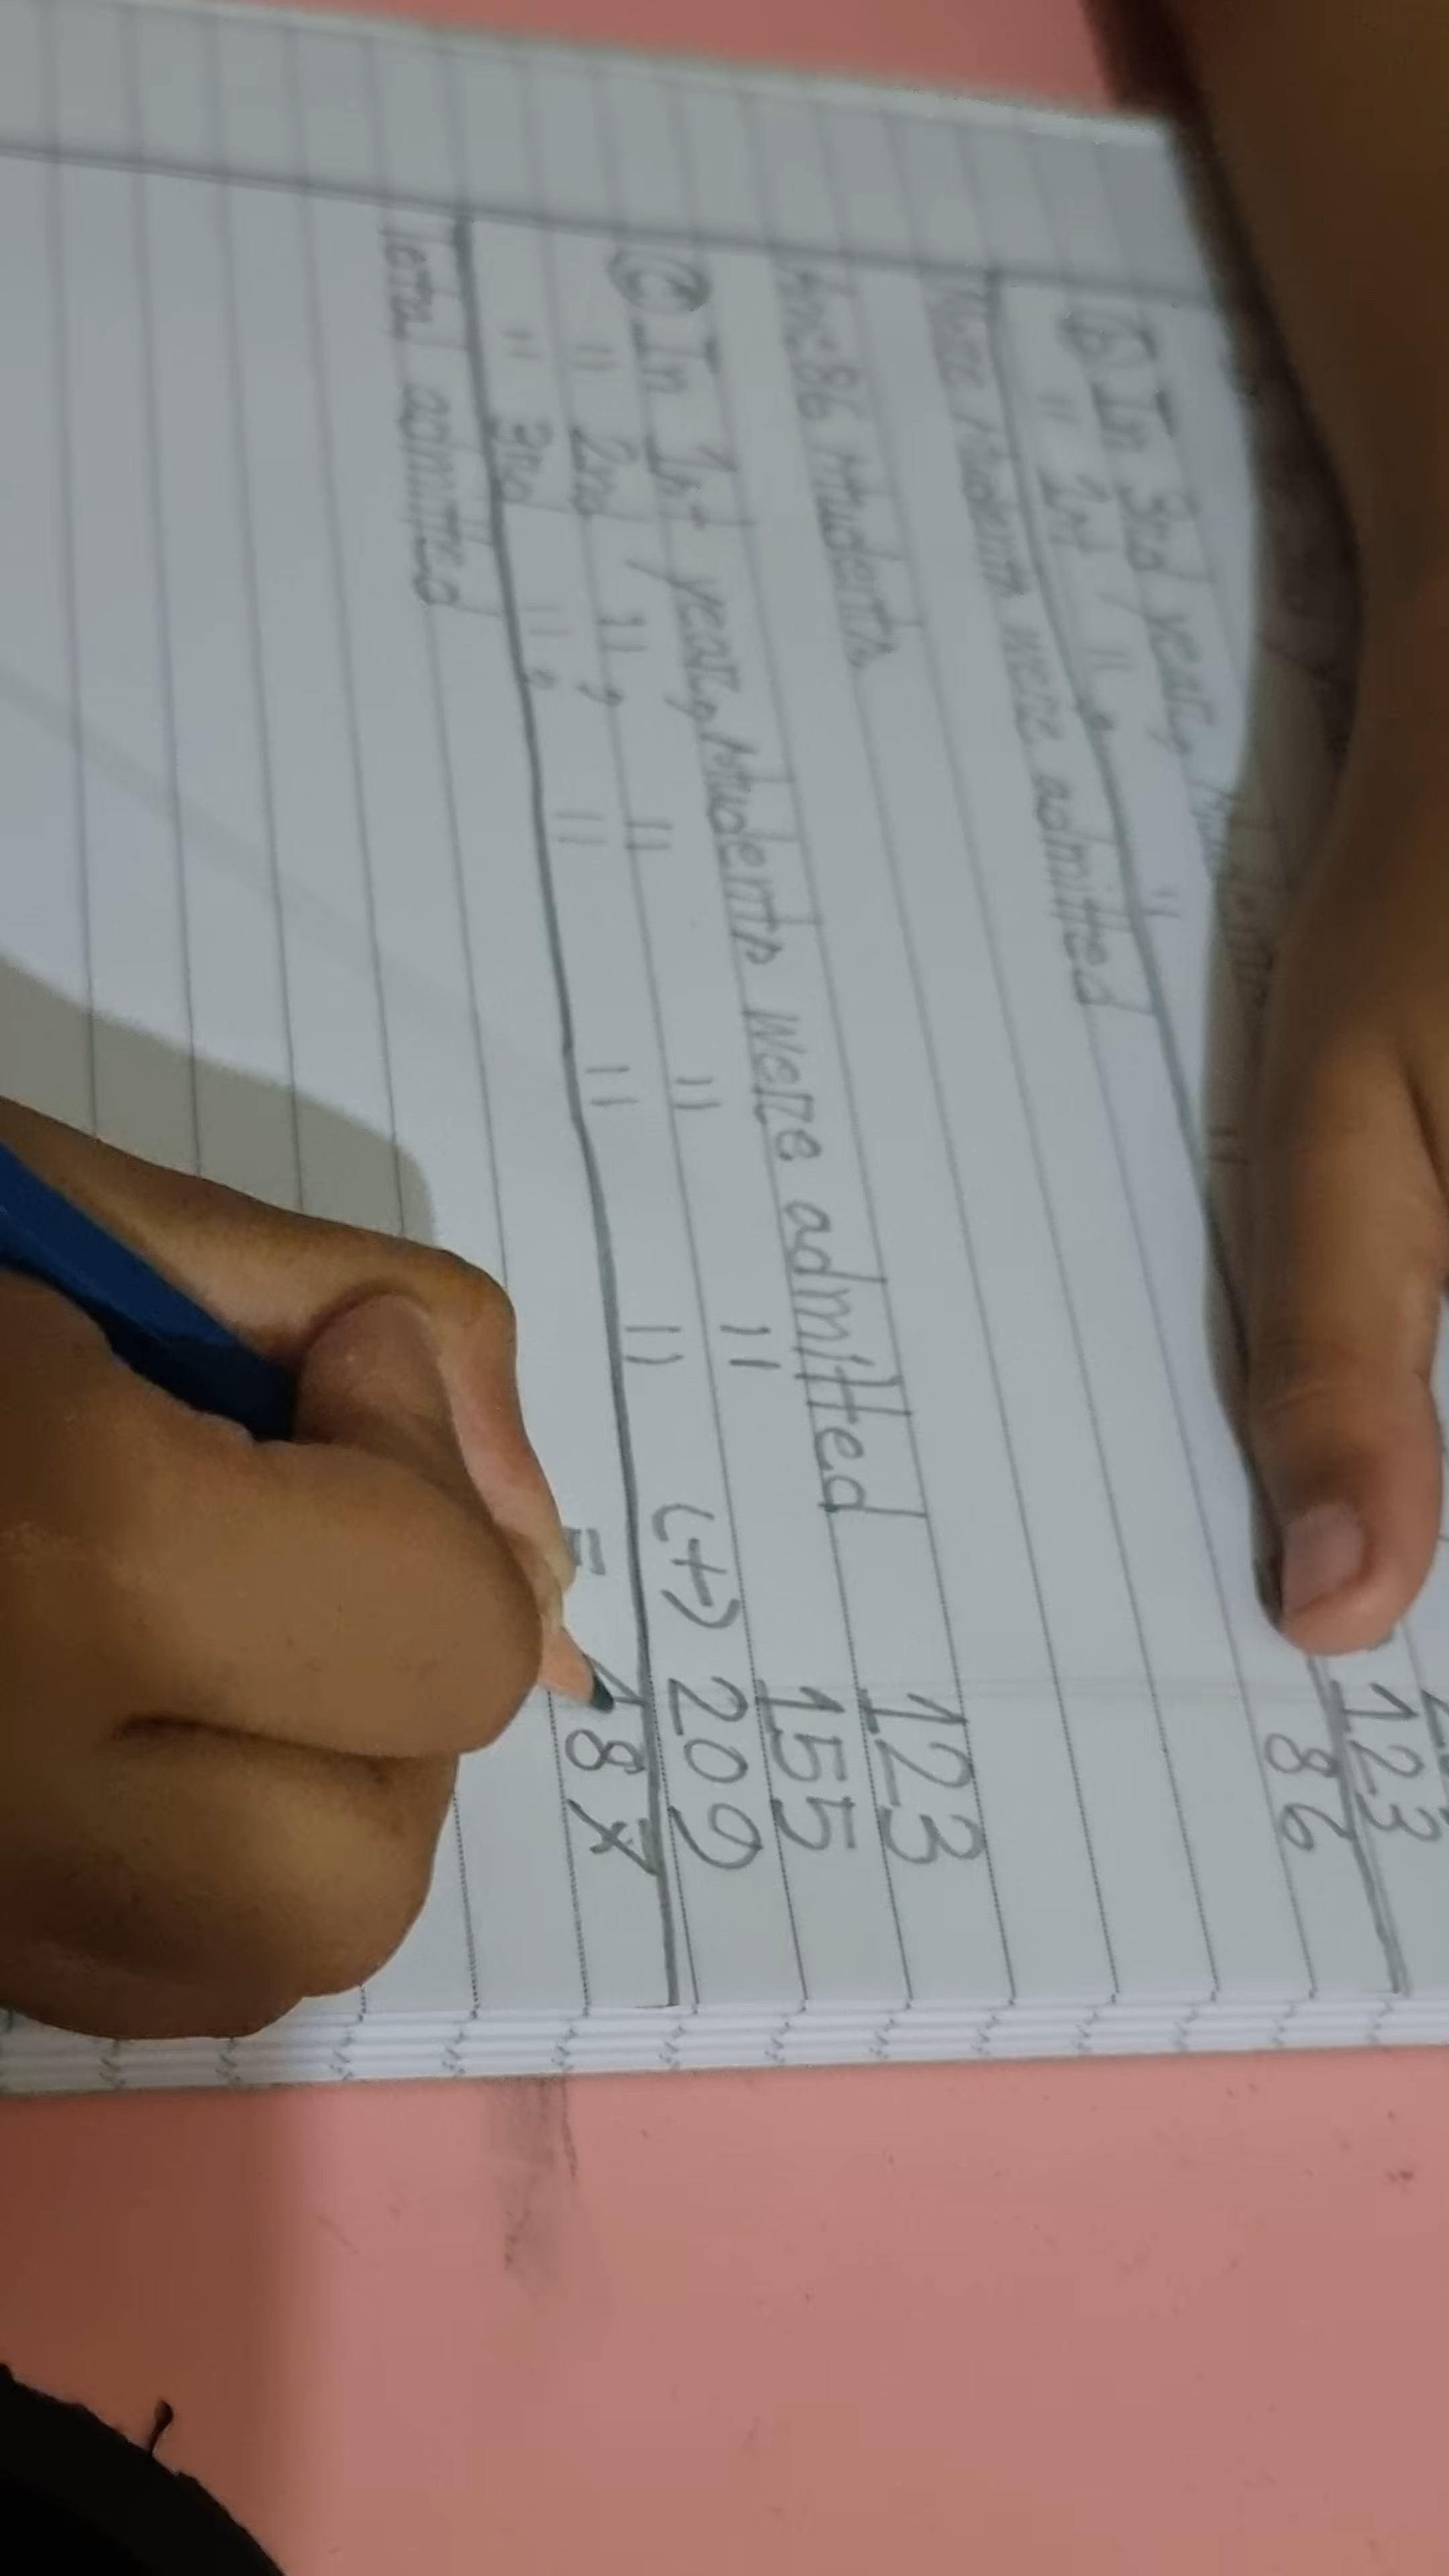 ⓑ In 3rd year,
" 1st " , "
123
More students were admitted
86
Ans: 86 students
ⓒ In 1st year, students were admitted 123
" 2nd " , " " " 155
" 3rd " , " " " (+) 209
Total admitted = 487